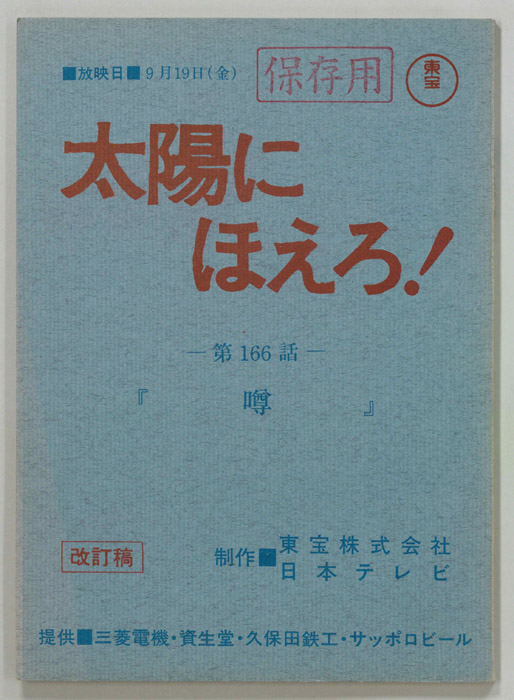 ■放映日■9月19日(金)
保存用
東宝
太陽に
ほえろ!
—第166話—
『噂』
改訂稿
制作■東宝株式会社
日本テレビ
提供■三菱電機・資生堂・久保田鉄工・サッポロビール